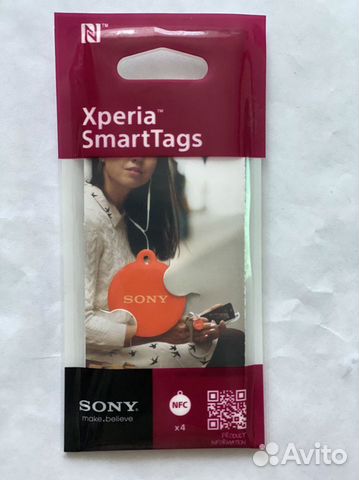 Xperia™
SmartTags
SONY
SONY
make.believe
NFC
x4
PRODUCT
INFORMATION
Avito